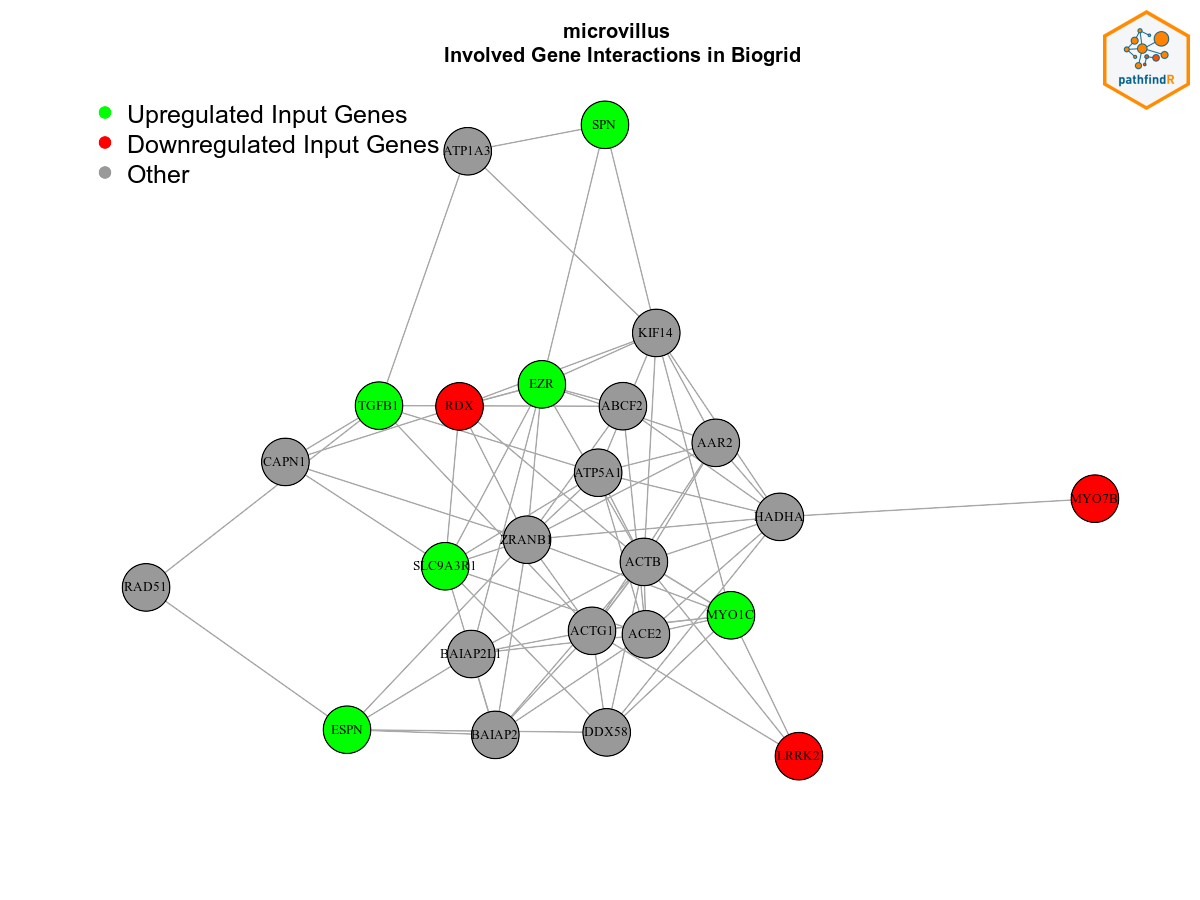 microvillus
Involved Gene Interactions in Biogrid
pathfindR
Upregulated Input Genes
Downregulated Input Genes
Other
SPN
ATP1A3
KIF14
EZR
TGFB1
RDX
ABCF2
AAR2
CAPN1
ATP5A1
MYO7B
HADHA
ZRANB1
ACTB
SLC9A3R1
RAD51
MYO1C
ACTG1
ACE2
BAIAP2L1
ESPN
BAIAP2
DDX58
LRRK2